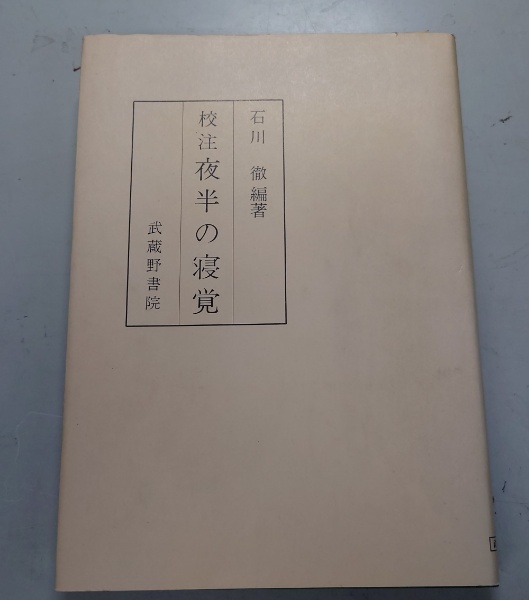 石川 徹 編著
校注 夜半の寝覚
武蔵野書院